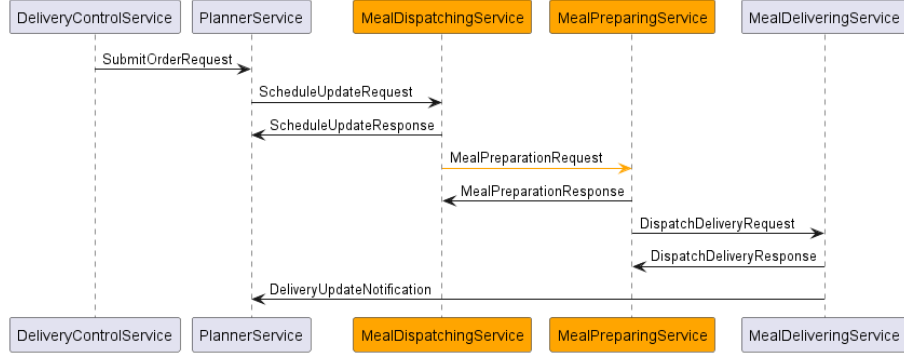 DeliveryControlService
PlannerService
MealDispatchingService
MealPreparingService
MealDeliveringService
SubmitOrderRequest
ScheduleUpdateRequest
ScheduleUpdateResponse
MealPreparationRequest
MealPreparationResponse
DispatchDeliveryRequest
DispatchDeliveryResponse
DeliveryUpdateNotification
DeliveryControlService
PlannerService
MealDispatchingService
MealPreparingService
MealDeliveringService